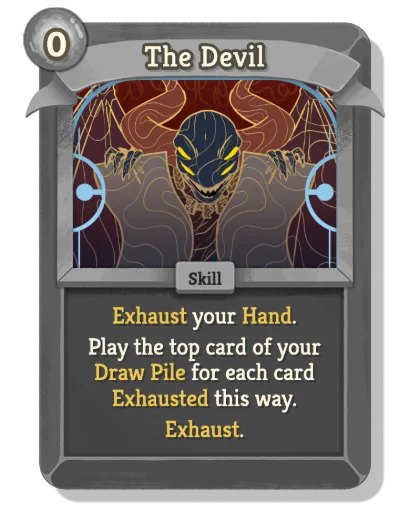 0
The Devil
Skill
Exhaust your Hand.
Play the top card of your
Draw Pile for each card
Exhausted this way.
Exhaust.